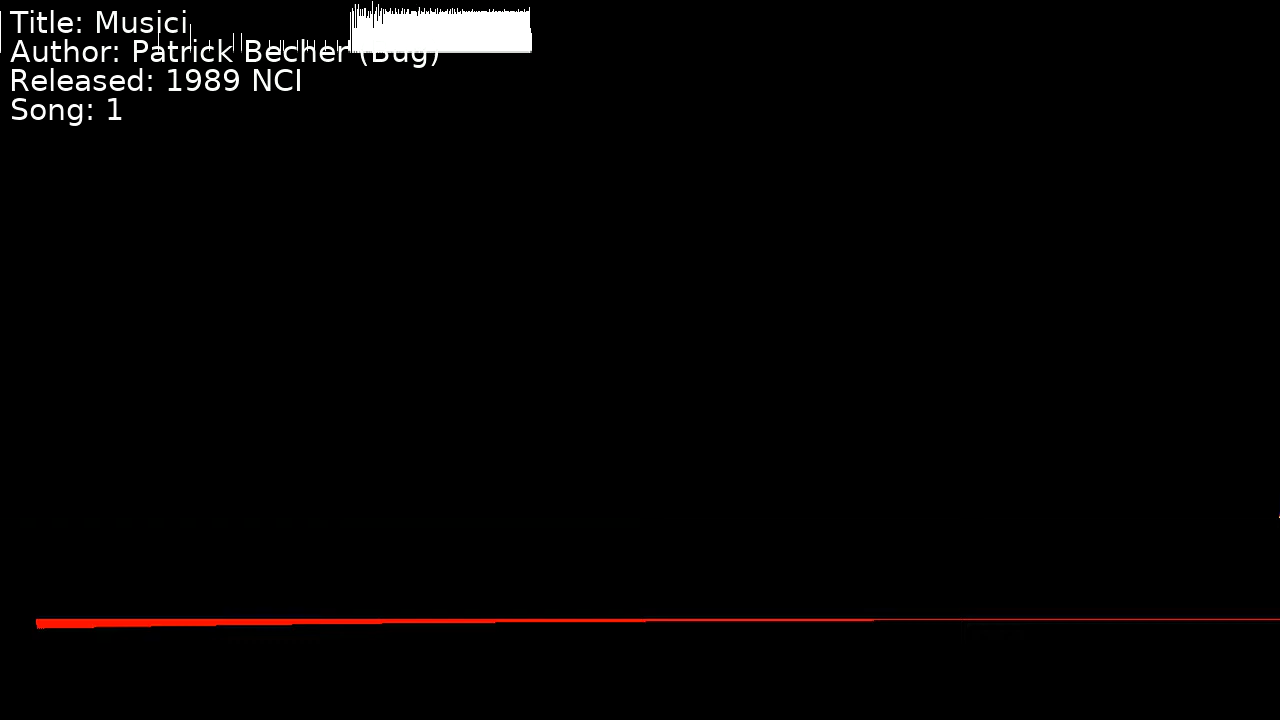 Title: Musici
Author: Patrick Becher (Bug)
Released: 1989 NCI
Song: 1